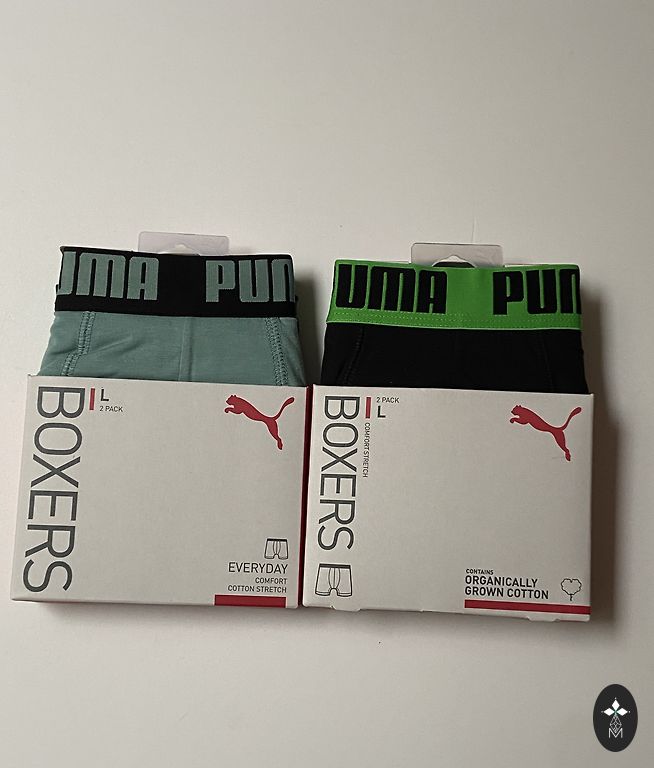 UMA PUM
BOXERS
L
2 PACK
EVERYDAY
COMFORT
COTTON STRETCH
UMA PUM
BOXERS
COMFORT STRETCH
2 PACK
L
CONTAINS
ORGANICALLY
GROWN COTTON
M